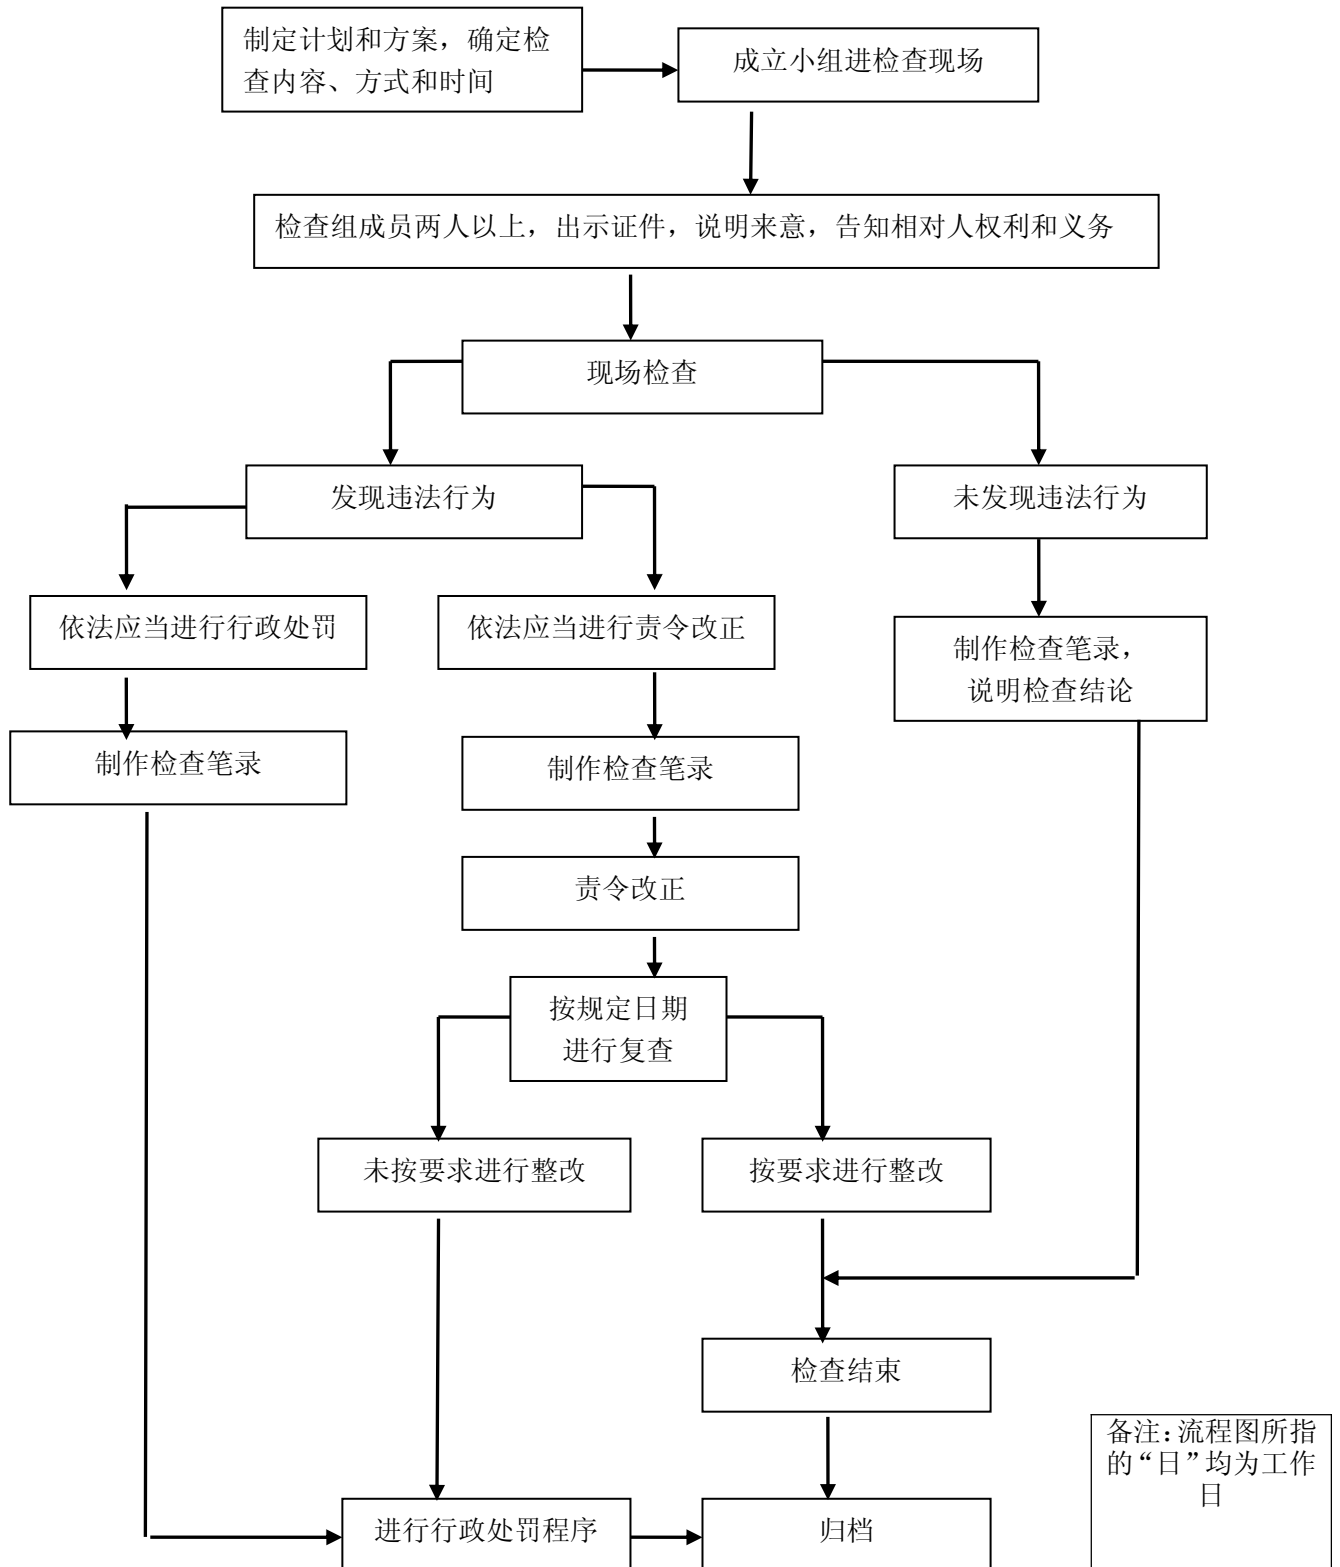 制定计划和方案，确定检
查内容、方式和时间
成立小组进检查现场
检查组成员两人以上，出示证件，说明来意，告知相对人权利和义务
现场检查
发现违法行为
未发现违法行为
依法应当进行行政处罚
依法应当进行责令改正
制作检查笔录，
说明检查结论
制作检查笔录
制作检查笔录
责令改正
按规定日期
进行复查
未按要求进行整改
按要求进行整改
检查结束
备注：流程图所指
的“日”均为工作
日
进行行政处罚程序
归档